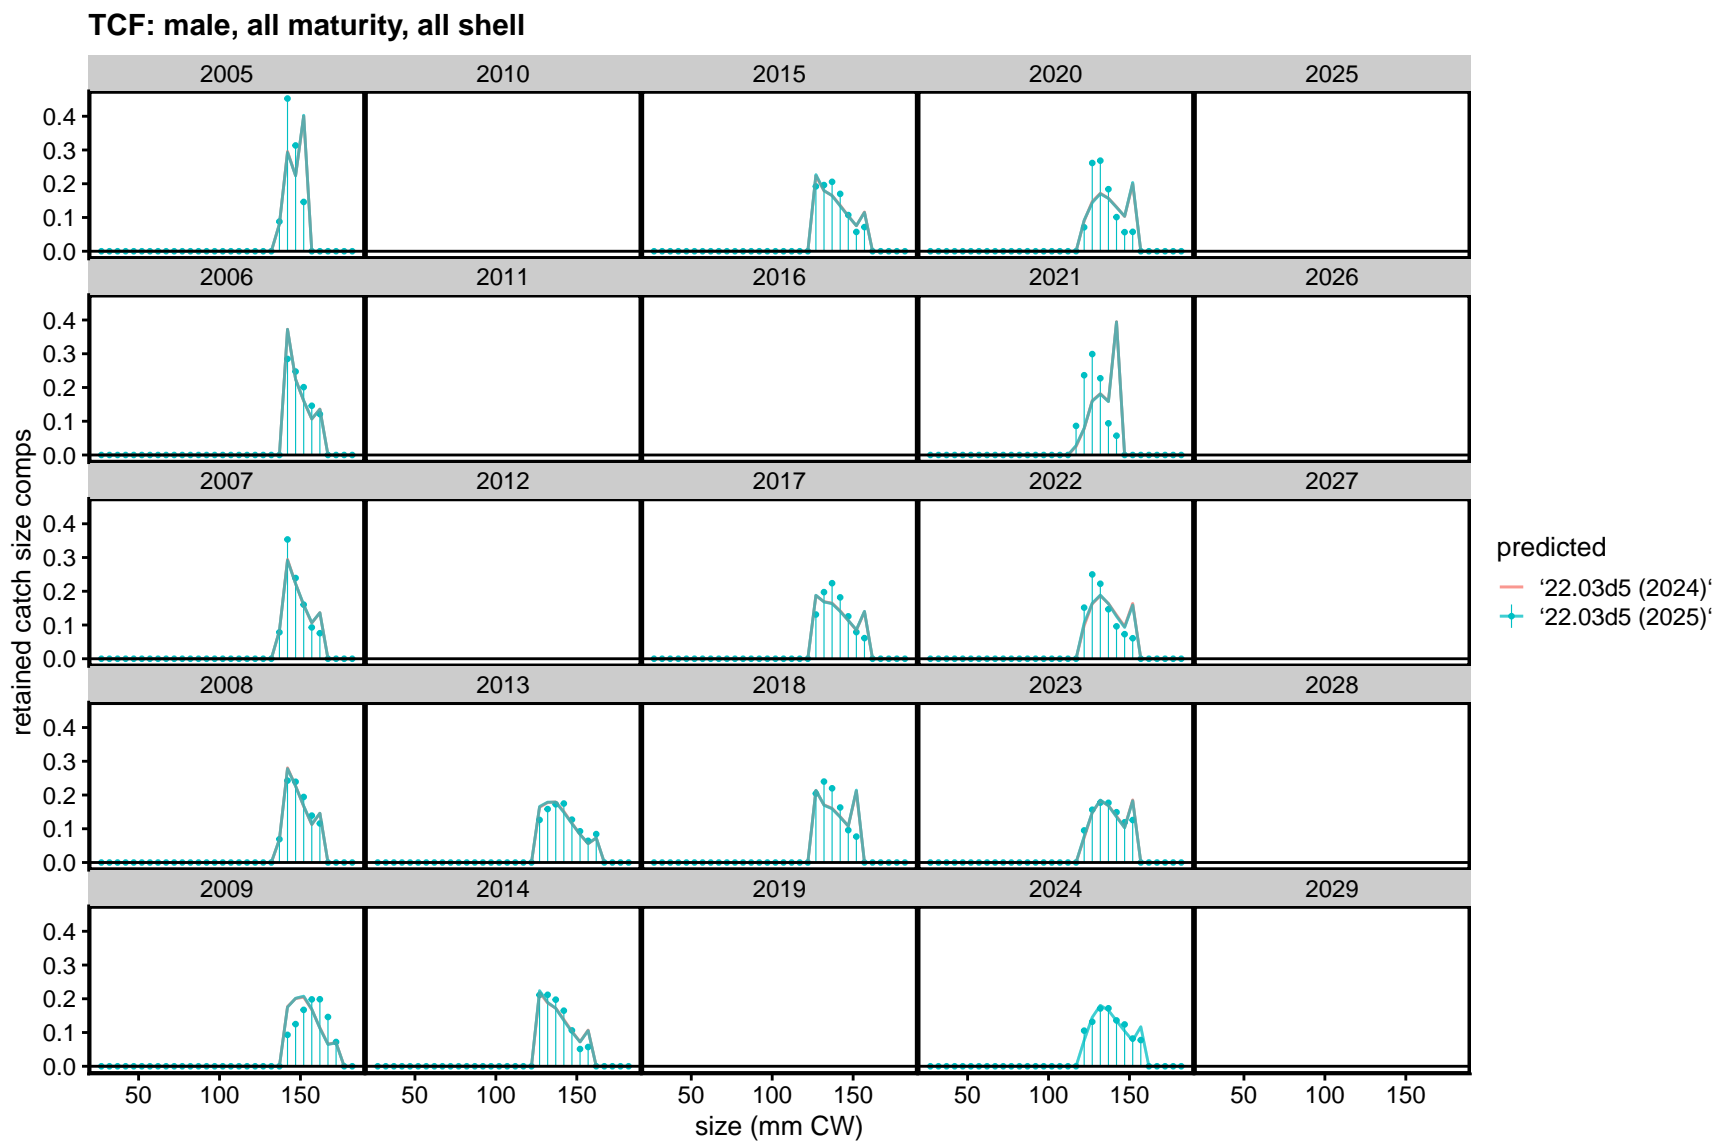 TCF: male, all maturity, all shell
2005 2010 2015 2020 2025
0.4
0.3
0.2
0.1
0.0
2006 2011 2016 2021 2026
0.4
0.3
0.2
0.1
0.0
2007 2012 2017 2022 2027
0.4
0.3
0.2
0.1
0.0
2008 2013 2018 2023 2028
0.4
0.3
0.2
0.1
0.0
2009 2014 2019 2024 2029
0.4
0.3
0.2
0.1
0.0
50 100 150 50 100 150 50 100 150 50 100 150 50 100 150
size (mm CW)
retained catch size comps
predicted
‘22.03d5 (2024)‘
‘22.03d5 (2025)‘